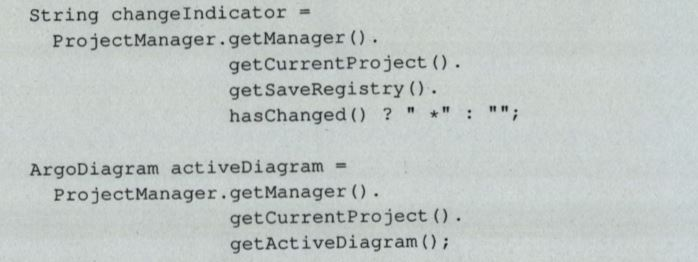 String changeIndicator =
ProjectManager.getManager().
getCurrentProject().
getSaveRegistry().
hasChanged() ? " *" : "";
ArgoDiagram activeDiagram =
ProjectManager.getManager().
getCurrentProject().
getActiveDiagram();